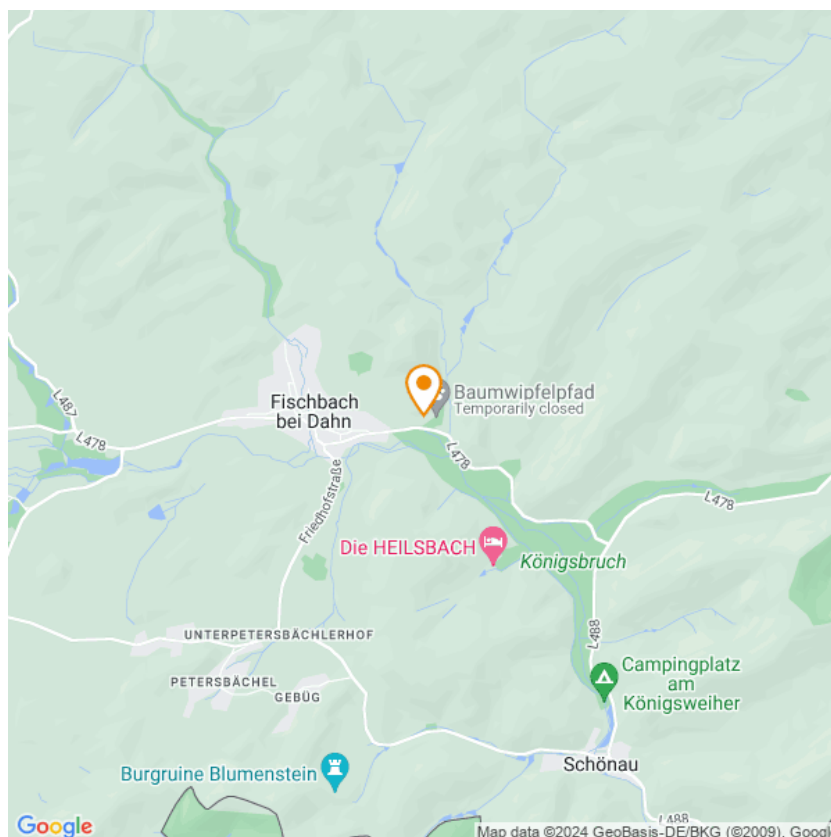 L487
L478
Fischbach
bei Dahn
Baumwipfelpfad
Temporarily closed
L478
L478
Friedhofstraße
Die HEILSBACH
Königsbruch
L488
UNTERPETERSBÄCHLERHOF
PETERSBÄCHEL
GEBÜG
Campingplatz
am
Königsweiher
Burgruine Blumenstein
Schönau
L488
Google
Map data ©2024 GeoBasis-DE/BKG (©2009), Googl